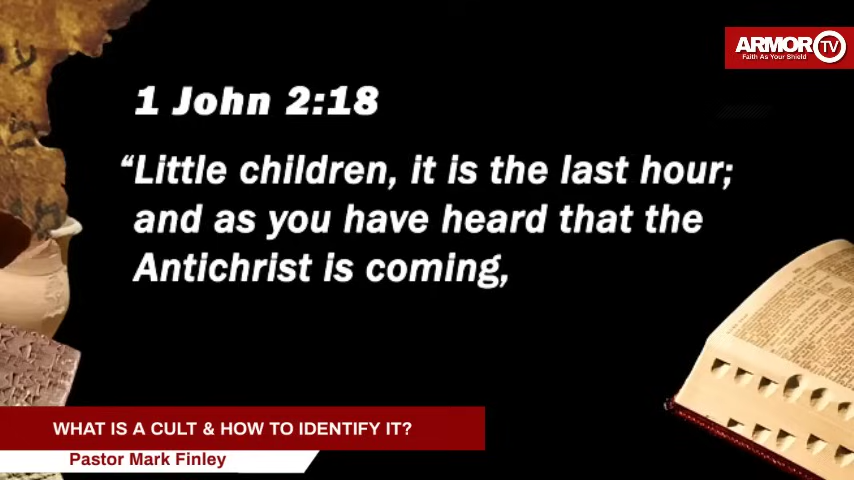 ARMOR TV
Faith As Your Shield
1 John 2:18
“Little children, it is the last hour;
and as you have heard that the
Antichrist is coming,
WHAT IS A CULT & HOW TO IDENTIFY IT?
Pastor Mark Finley